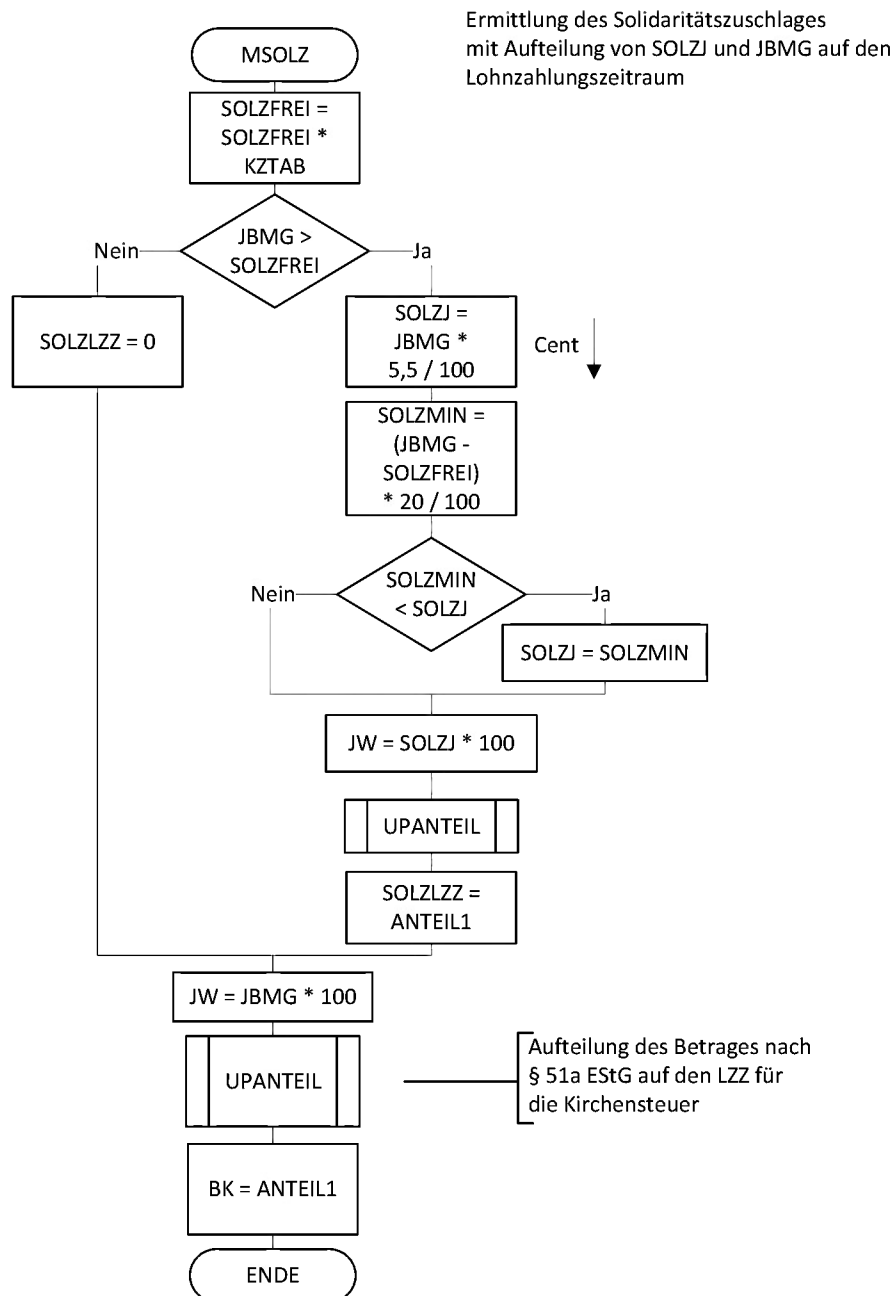 Ermittlung des Solidaritätszuschlages
mit Aufteilung von SOLZJ und JBMG auf den
Lohnzahlungszeitraum
MSOLZ
SOLZFREI =
SOLZFREI *
KZTAB
JBMG >
SOLZFREI
Nein
Ja
SOLZLZZ = 0
SOLZJ =
JBMG *
5,5 / 100
Cent
SOLZMIN =
(JBMG -
SOLZFREI)
* 20 / 100
SOLZMIN
< SOLZJ
Nein
Ja
SOLZJ = SOLZMIN
JW = SOLZJ * 100
UPANTEIL
SOLZLZZ =
ANTEIL1
JW = JBMG * 100
UPANTEIL
Aufteilung des Betrages nach
§ 51a EStG auf den LZZ für
die Kirchensteuer
BK = ANTEIL1
ENDE